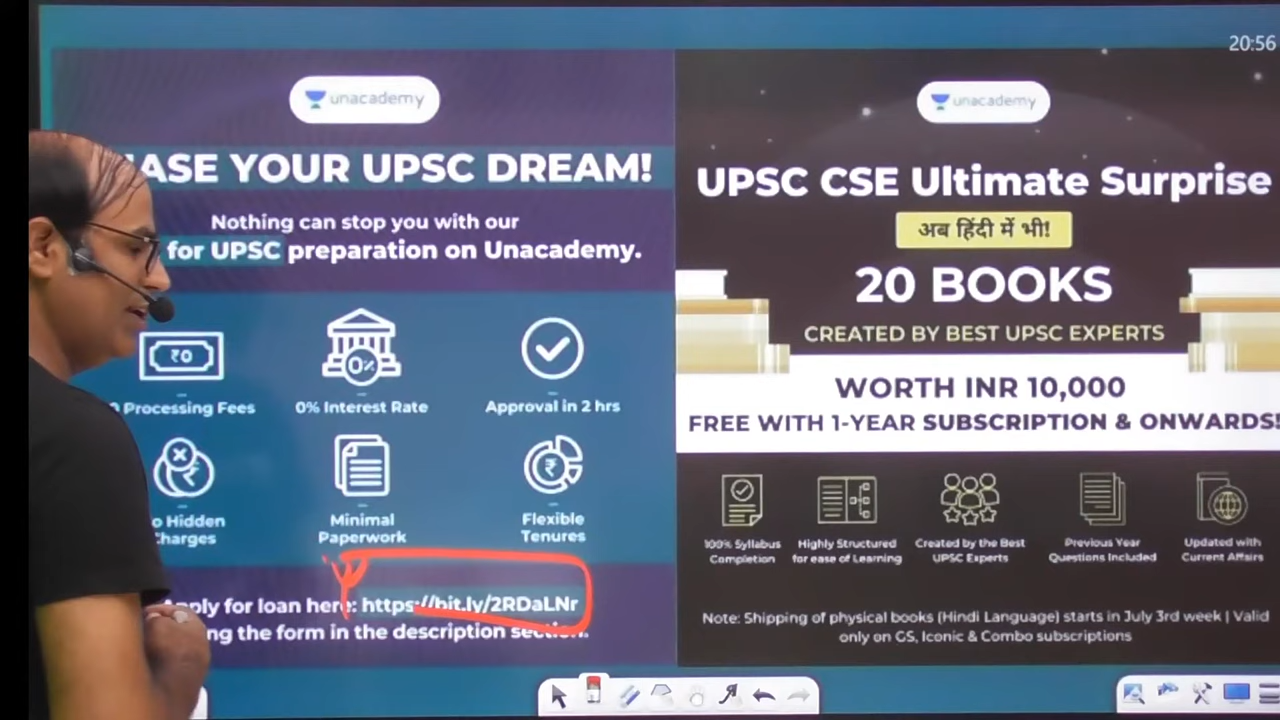 20:56
unacademy
ASE YOUR UPSC DREAM!
Nothing can stop you with our
for UPSC preparation on Unacademy.
₹0
0%
Processing Fees
0% Interest Rate
Approval in 2 hrs
₹
₹
Hidden
Charges
Minimal
Paperwork
Flexible
Tenures
pply for loan here: https://bit.ly/2RDaLNr
ng the form in the description section.
unacademy
UPSC CSE Ultimate Surprise
अब हिंदी में भी!
20 BOOKS
CREATED BY BEST UPSC EXPERTS
WORTH INR 10,000
FREE WITH 1-YEAR SUBSCRIPTION & ONWARDS!
100% Syllabus
Completion
Highly Structured
for ease of Learning
Created by the Best
UPSC Experts
Previous Year
Questions Included
Updated with
Current Affairs
Note: Shipping of physical books (Hindi Language) starts in July 3rd week | Valid
only on GS, Iconic & Combo subscriptions